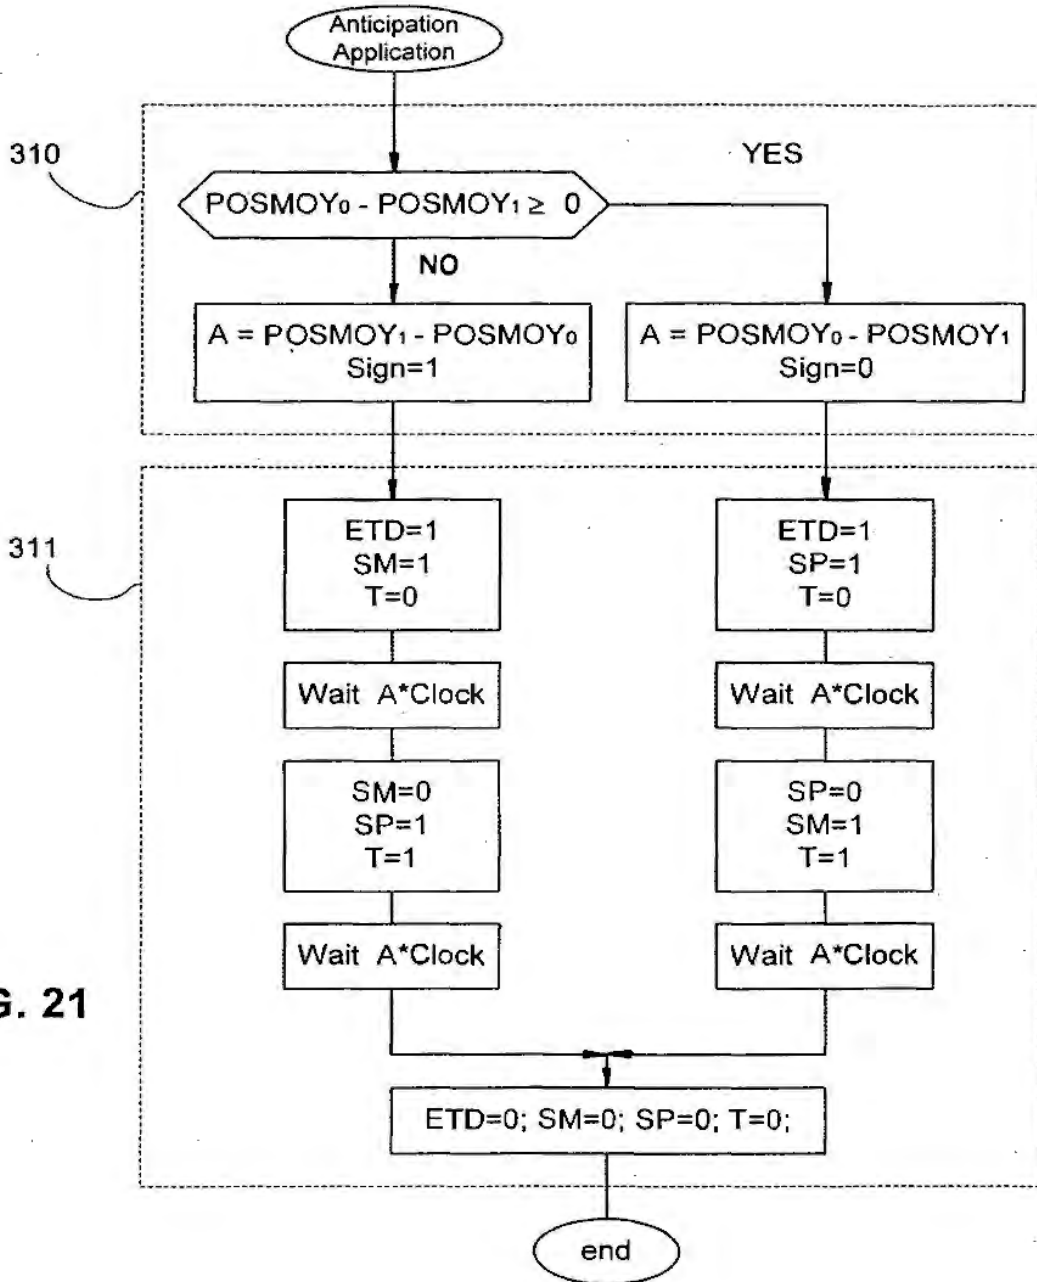 Anticipation
Application
310
YES
POSMOY₀ - POSMOY₁ ≥ 0
NO
A = POSMOY₁ - POSMOY₀
Sign=1
A = POSMOY₀ - POSMOY₁
Sign=0
311
ETD=1
SM=1
T=0
ETD=1
SP=1
T=0
Wait A*Clock
Wait A*Clock
SM=0
SP=1
T=1
SP=0
SM=1
T=1
Wait A*Clock
Wait A*Clock
G. 21
ETD=0; SM=0; SP=0; T=0;
end